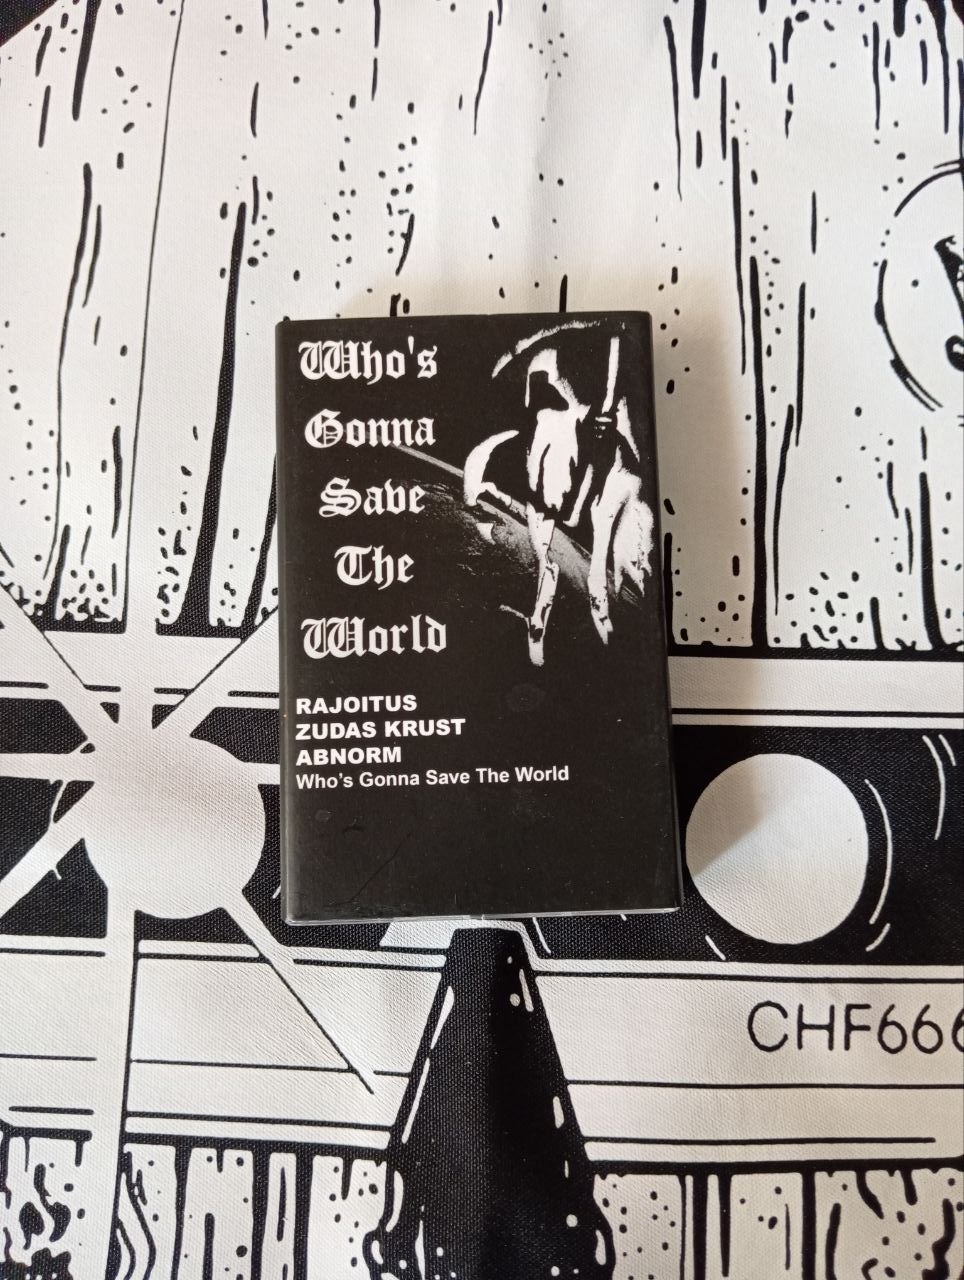 Who's
Gonna
Save
The
World
RAJOITUS
ZUDAS KRUST
ABNORM
Who's Gonna Save The World
CHF666